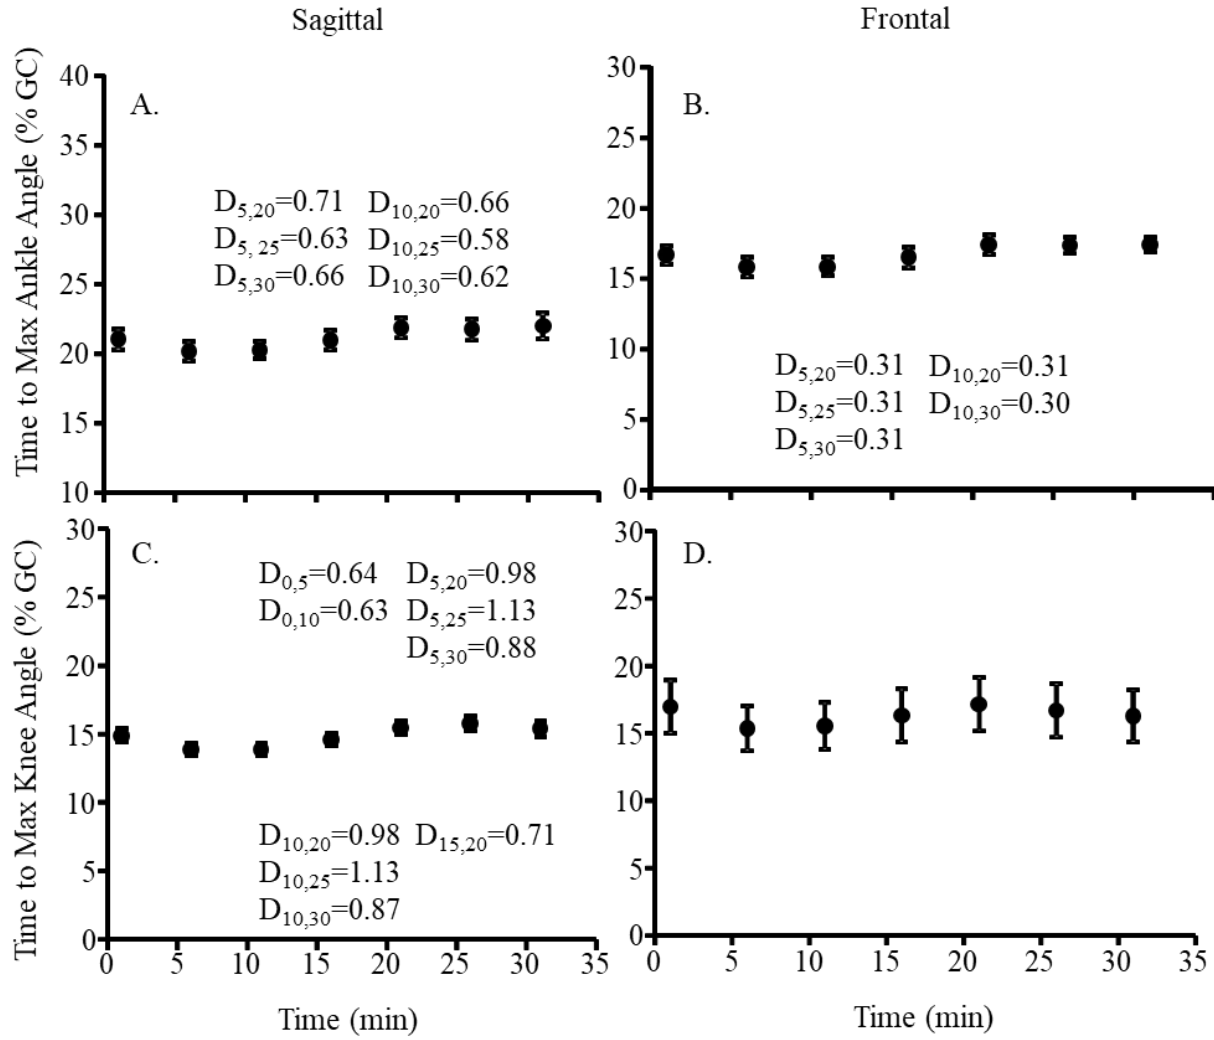 Sagittal
Frontal
Time to Max Ankle Angle (% GC)
40
35
30
25
20
15
10
A.
D5,20=0.71 D10,20=0.66
D5, 25=0.63 D10,25=0.58
D5,30=0.66 D10,30=0.62
30
25
20
15
10
5
0
B.
D5,20=0.31 D10,20=0.31
D5,25=0.31 D10,30=0.30
D5,30=0.31
Time to Max Knee Angle (% GC)
30
25
20
15
10
5
0
C.
D0,5=0.64 D5,20=0.98
D0,10=0.63 D5,25=1.13
D5,30=0.88
D10,20=0.98 D15,20=0.71
D10,25=1.13
D10,30=0.87
0 5 10 15 20 25 30 35
Time (min)
30
25
20
15
10
5
0
D.
0 5 10 15 20 25 30 35
Time (min)